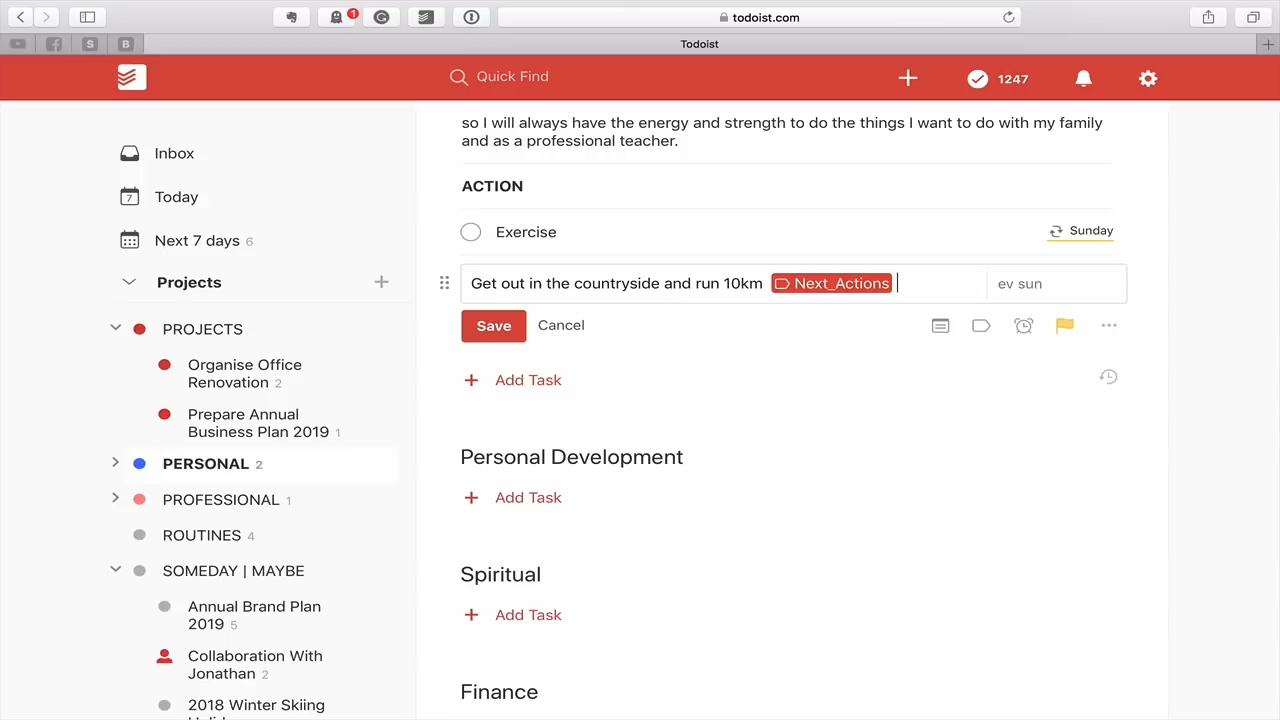 1
todoist.com
S
B
Todoist
Quick Find
1247
so I will always have the energy and strength to do the things I want to do with my family
and as a professional teacher.
ACTION
Exercise
Sunday
Get out in the countryside and run 10km Next_Actions
ev sun
Save Cancel
Add Task
Personal Development
Add Task
Spiritual
Add Task
Finance
Inbox
7
Today
Next 7 days 6
Projects
PROJECTS
Organise Office
Renovation 2
Prepare Annual
Business Plan 2019 1
PERSONAL 2
PROFESSIONAL 1
ROUTINES 4
SOMEDAY | MAYBE
Annual Brand Plan
2019 5
Collaboration With
Jonathan 2
2018 Winter Skiing